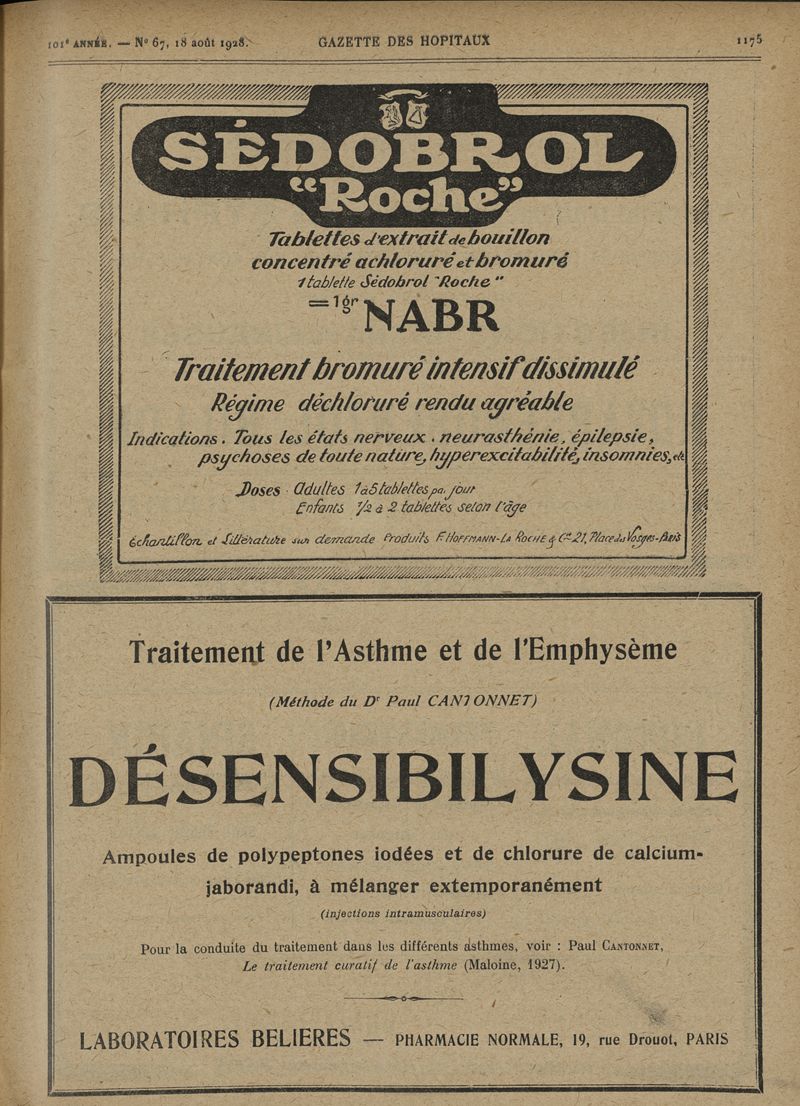 101e ANNÉE. — No 67, 18 août 1928. GAZETTE DES HOPITAUX 1175
SÉDOBROL
"Roche"
Tablettes d'extrait de bouillon
concentré achloruré et bromuré
1 tablette Sédobrol "Roche"
= 1gr NABR
Traitement bromuré intensif dissimulé
Régime déchloruré rendu agréable
Indications. Tous les états nerveux. neurasthénie, épilepsie,
psychoses de toute nature, hyperexcitabilité, insomnies, etc
Doses. Adultes 1 à 5 tablettes par jour
Enfants 1/2 à 2 tablettes selon l'âge
Échantillon et Littérature sur demande Produits F. HOFFMANN-LA ROCHE & Cie 21, Place des Vosges-Paris
Traitement de l'Asthme et de l'Emphysème
(Méthode du Dr Paul CANTONNET)
DÉSENSIBILYSINE
Ampoules de polypeptones iodées et de chlorure de calcium-
jaborandi, à mélanger extemporanément
(injections intramusculaires)
Pour la conduite du traitement dans les différents asthmes, voir : Paul CANTONNET,
Le traitement curatif de l'asthme (Maloine, 1927).
LABORATOIRES BELIERES — PHARMACIE NORMALE, 19, rue Drouot, PARIS